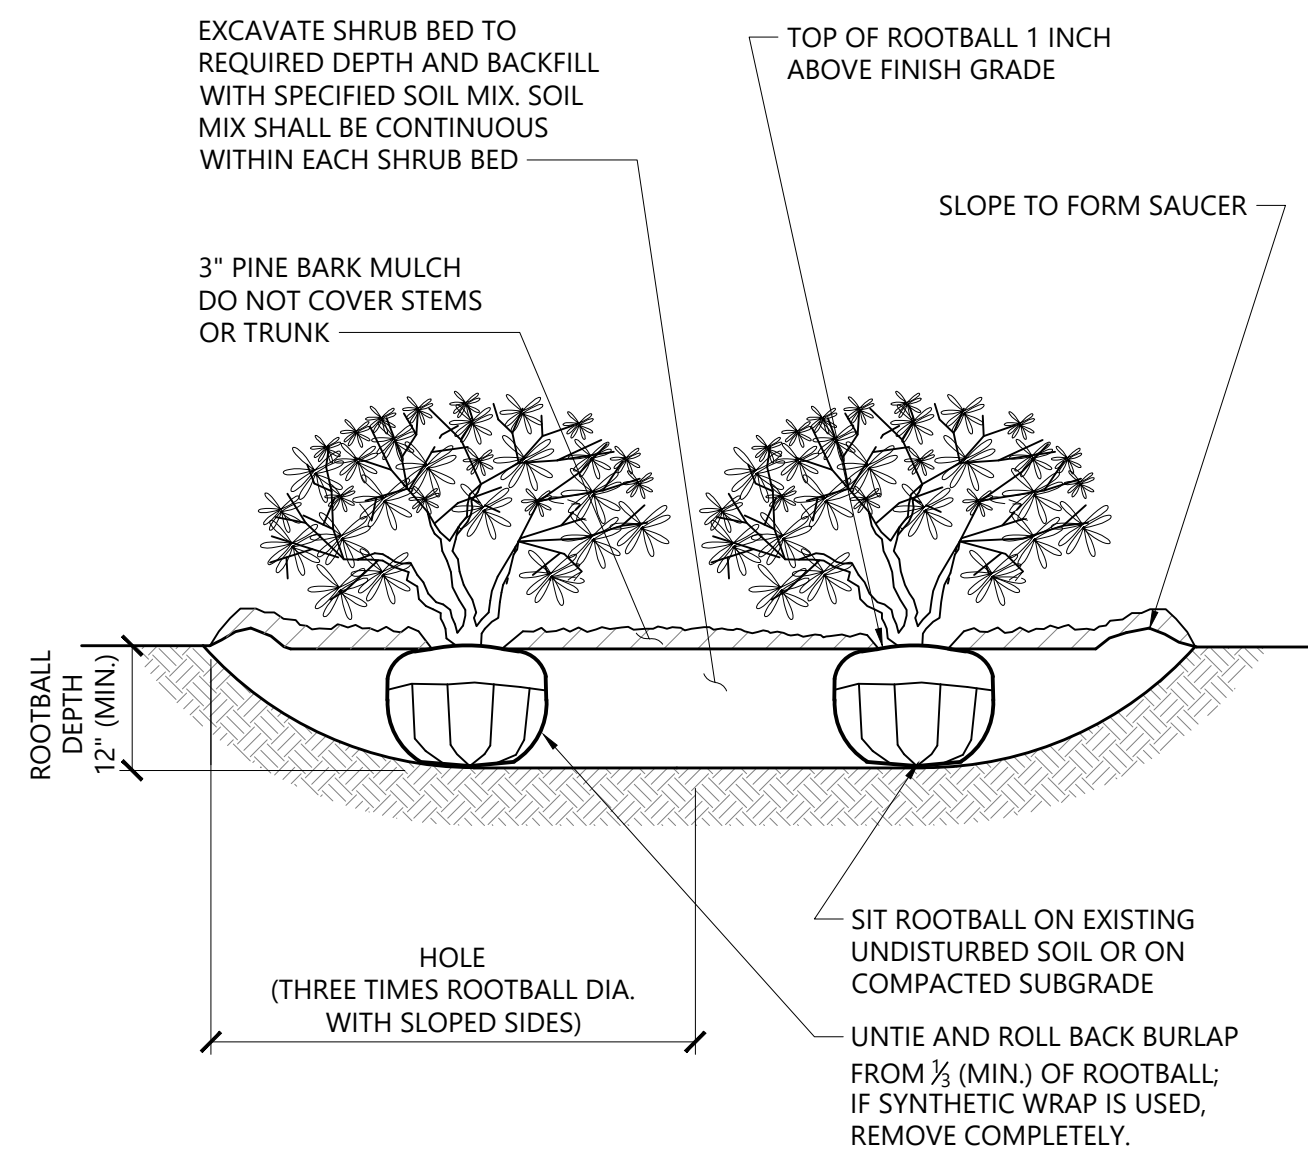 EXCAVATE SHRUB BED TO
REQUIRED DEPTH AND BACKFILL
WITH SPECIFIED SOIL MIX. SOIL
MIX SHALL BE CONTINUOUS
WITHIN EACH SHRUB BED
TOP OF ROOTBALL 1 INCH
ABOVE FINISH GRADE
SLOPE TO FORM SAUCER
3" PINE BARK MULCH
DO NOT COVER STEMS
OR TRUNK
ROOTBALL
DEPTH
12" (MIN.)
HOLE
(THREE TIMES ROOTBALL DIA.
WITH SLOPED SIDES)
SIT ROOTBALL ON EXISTING
UNDISTURBED SOIL OR ON
COMPACTED SUBGRADE
UNTIE AND ROLL BACK BURLAP
FROM ⅓ (MIN.) OF ROOTBALL;
IF SYNTHETIC WRAP IS USED,
REMOVE COMPLETELY.